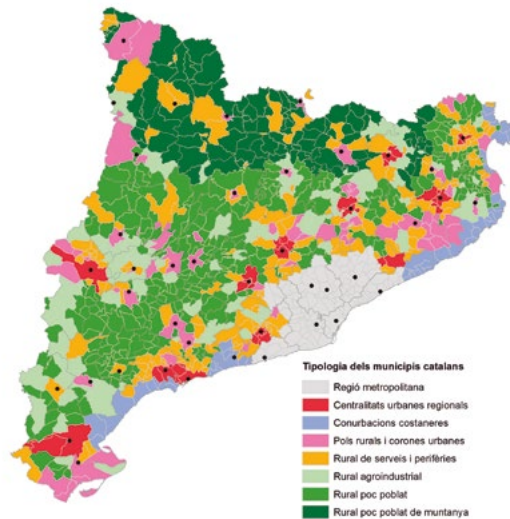 Tipologia dels municipis catalans
Regió metropolitana
Centralitats urbanes regionals
Conurbacions costaneres
Pols rurals i corones urbanes
Rural de serveis i perifèries
Rural agroindustrial
Rural poc poblat
Rural poc poblat de muntanya